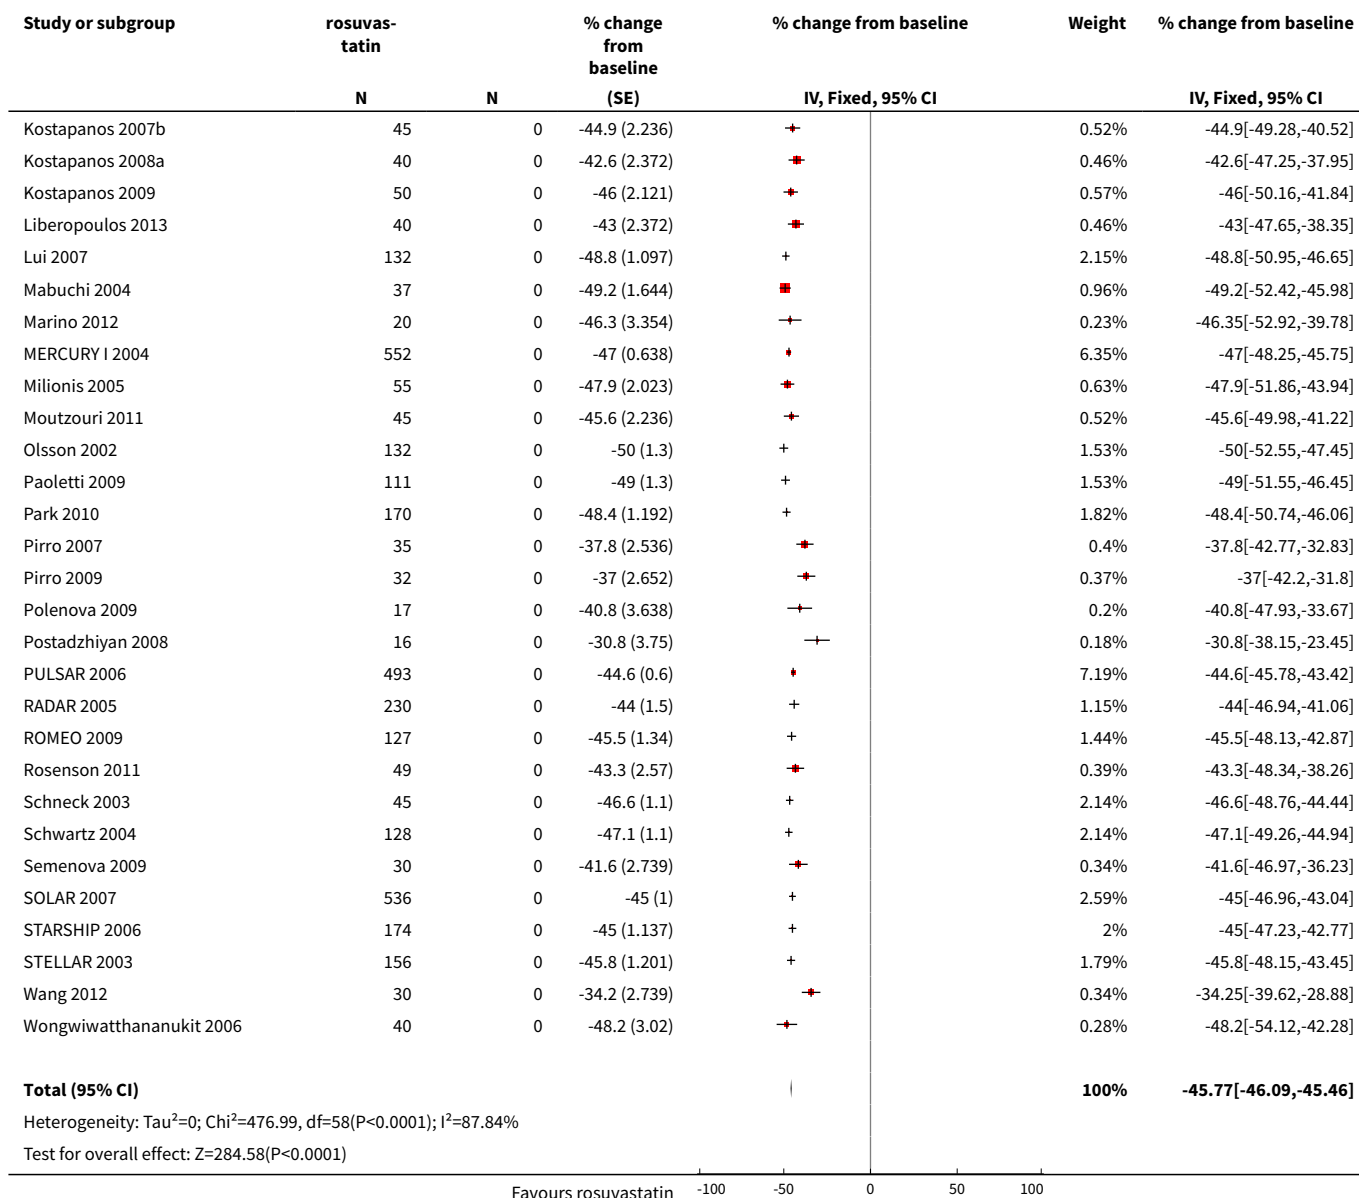 Study or subgroup rosuvas- % change % change from baseline Weight % change from baseline
tatin from
baseline
N N (SE) IV, Fixed, 95% CI IV, Fixed, 95% CI
Kostapanos 2007b 45 0 -44.9 (2.236) 0.52% -44.9[-49.28,-40.52]
Kostapanos 2008a 40 0 -42.6 (2.372) 0.46% -42.6[-47.25,-37.95]
Kostapanos 2009 50 0 -46 (2.121) 0.57% -46[-50.16,-41.84]
Liberopoulos 2013 40 0 -43 (2.372) 0.46% -43[-47.65,-38.35]
Lui 2007 132 0 -48.8 (1.097) 2.15% -48.8[-50.95,-46.65]
Mabuchi 2004 37 0 -49.2 (1.644) 0.96% -49.2[-52.42,-45.98]
Marino 2012 20 0 -46.3 (3.354) 0.23% -46.35[-52.92,-39.78]
MERCURY I 2004 552 0 -47 (0.638) 6.35% -47[-48.25,-45.75]
Milionis 2005 55 0 -47.9 (2.023) 0.63% -47.9[-51.86,-43.94]
Moutzouri 2011 45 0 -45.6 (2.236) 0.52% -45.6[-49.98,-41.22]
Olsson 2002 132 0 -50 (1.3) 1.53% -50[-52.55,-47.45]
Paoletti 2009 111 0 -49 (1.3) 1.53% -49[-51.55,-46.45]
Park 2010 170 0 -48.4 (1.192) 1.82% -48.4[-50.74,-46.06]
Pirro 2007 35 0 -37.8 (2.536) 0.4% -37.8[-42.77,-32.83]
Pirro 2009 32 0 -37 (2.652) 0.37% -37[-42.2,-31.8]
Polenova 2009 17 0 -40.8 (3.638) 0.2% -40.8[-47.93,-33.67]
Postadzhiyan 2008 16 0 -30.8 (3.75) 0.18% -30.8[-38.15,-23.45]
PULSAR 2006 493 0 -44.6 (0.6) 7.19% -44.6[-45.78,-43.42]
RADAR 2005 230 0 -44 (1.5) 1.15% -44[-46.94,-41.06]
ROMEO 2009 127 0 -45.5 (1.34) 1.44% -45.5[-48.13,-42.87]
Rosenson 2011 49 0 -43.3 (2.57) 0.39% -43.3[-48.34,-38.26]
Schneck 2003 45 0 -46.6 (1.1) 2.14% -46.6[-48.76,-44.44]
Schwartz 2004 128 0 -47.1 (1.1) 2.14% -47.1[-49.26,-44.94]
Semenova 2009 30 0 -41.6 (2.739) 0.34% -41.6[-46.97,-36.23]
SOLAR 2007 536 0 -45 (1) 2.59% -45[-46.96,-43.04]
STARSHIP 2006 174 0 -45 (1.137) 2% -45[-47.23,-42.77]
STELLAR 2003 156 0 -45.8 (1.201) 1.79% -45.8[-48.15,-43.45]
Wang 2012 30 0 -34.2 (2.739) 0.34% -34.25[-39.62,-28.88]
Wongwiwatthananukit 2006 40 0 -48.2 (3.02) 0.28% -48.2[-54.12,-42.28]
Total (95% CI) 100% -45.77[-46.09,-45.46]
Heterogeneity: Tau²=0; Chi²=476.99, df=58(P<0.0001); I²=87.84%
Test for overall effect: Z=284.58(P<0.0001)
Favours rosuvastatin -100 -50 0 50 100